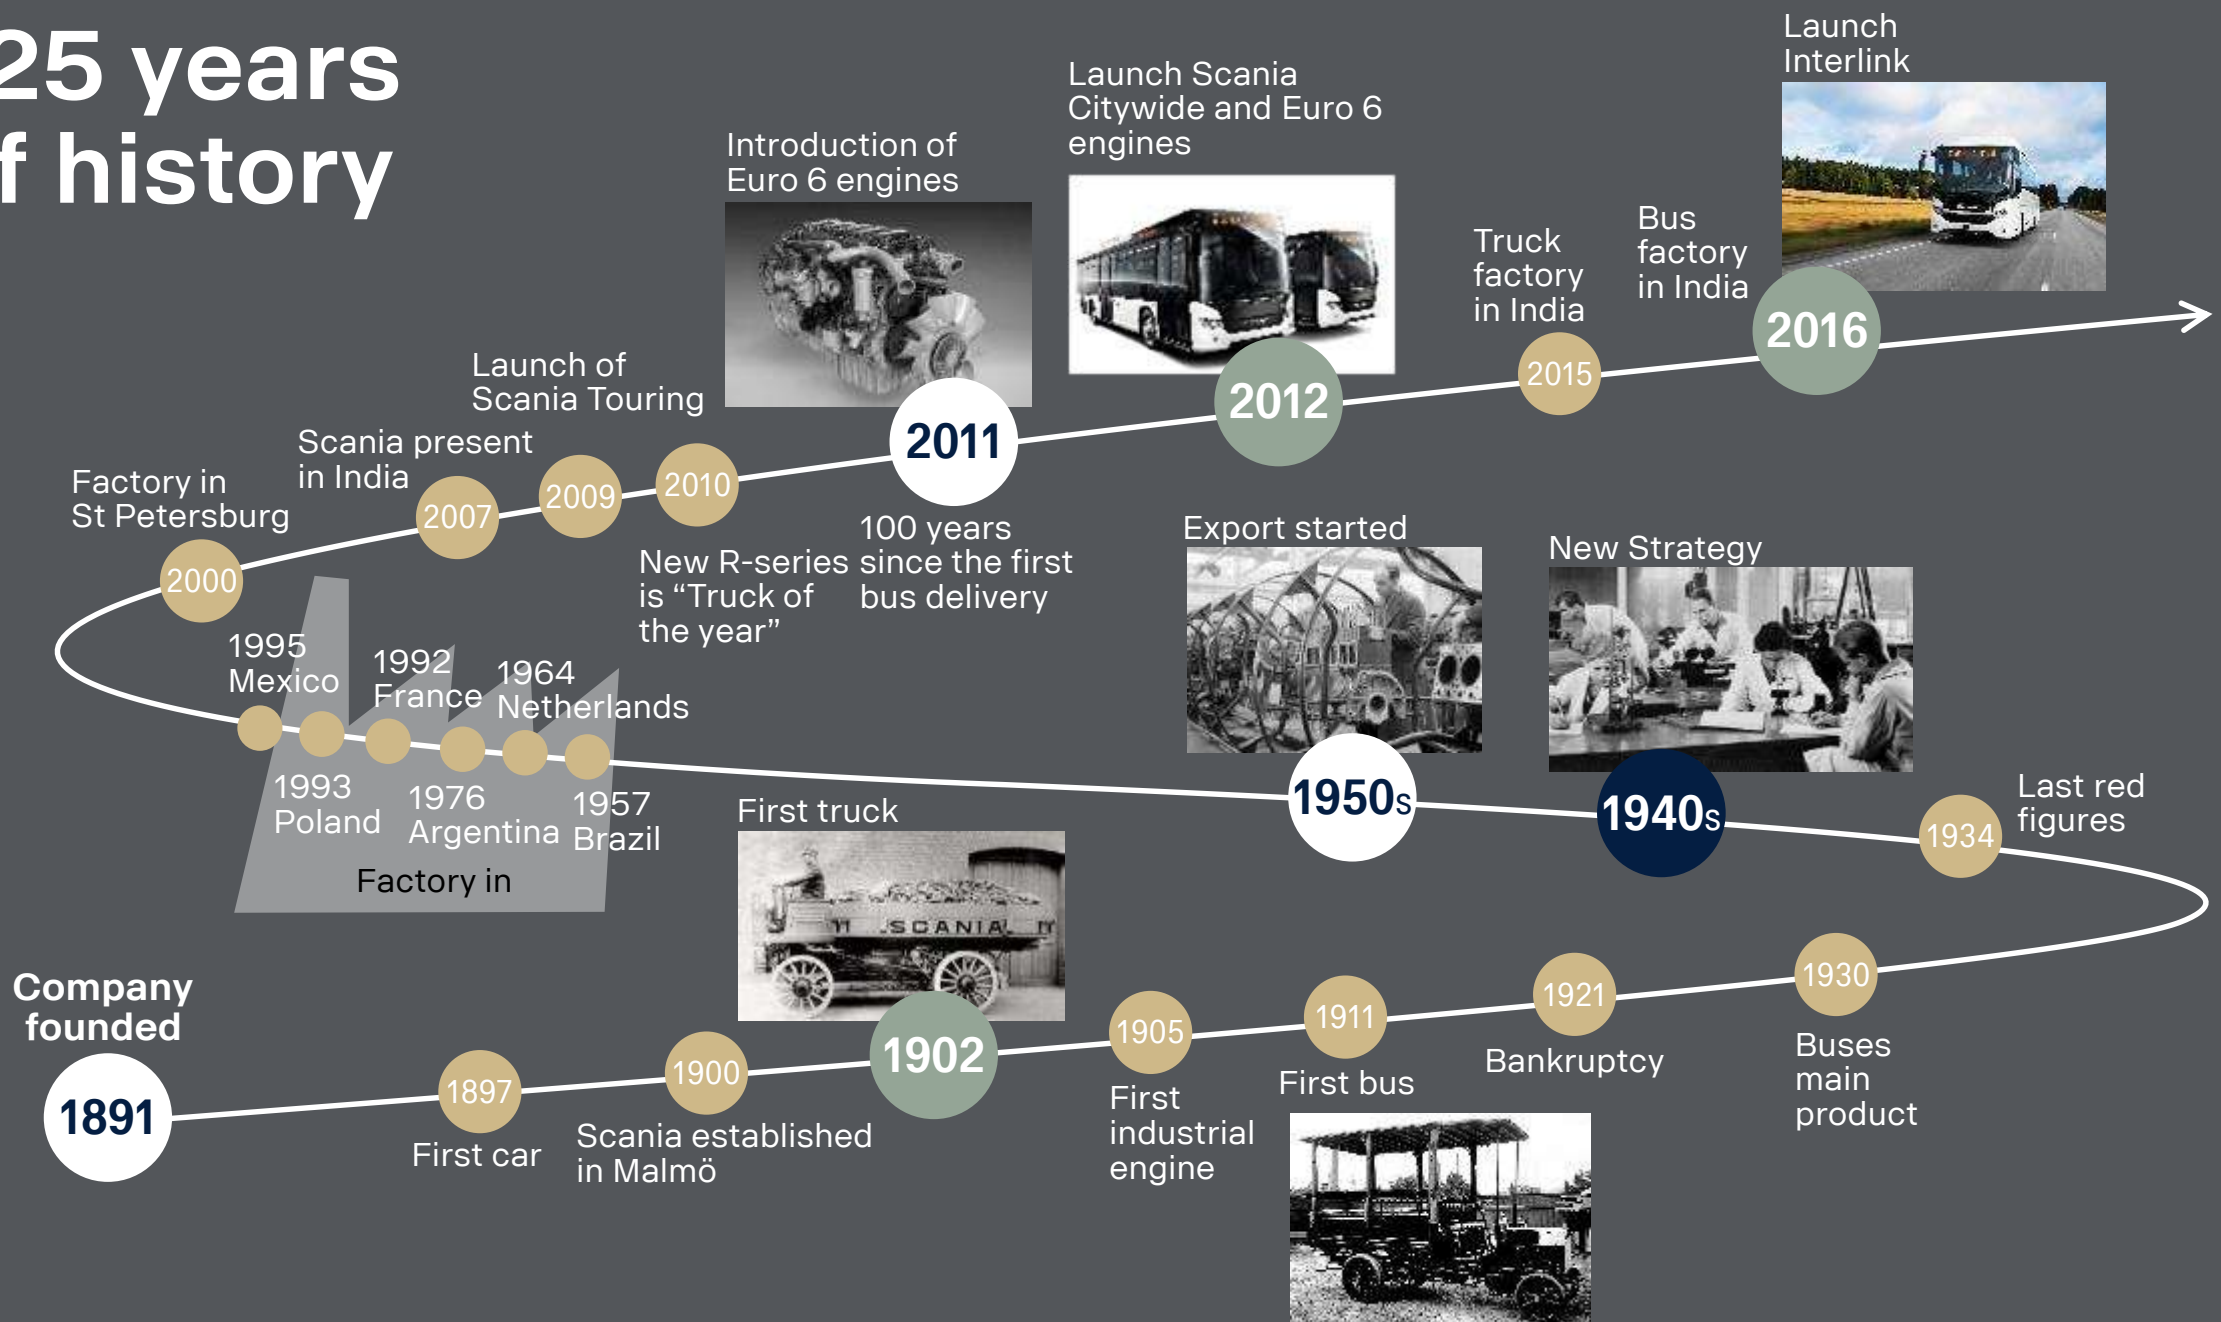 25 years
f history
Launch
Interlink
Launch Scania
Citywide and Euro 6
engines
Introduction of
Euro 6 engines
Bus
factory
in India
Truck
factory
in India
2016
2015
2012
2011
Launch of
Scania Touring
Scania present
in India
Factory in
St Petersburg
2000
2007
2009
2010
New R-series
is “Truck of
the year”
100 years
since the first
bus delivery
Export started
New Strategy
1995
Mexico
1992
France
1964
Netherlands
1993
Poland
1976
Argentina
1957
Brazil
Factory in
1950s
1940s
1934
Last red
figures
First truck
SCANIA
Company
founded
1891
1897
First car
1900
Scania established
in Malmö
1902
1905
First
industrial
engine
1911
First bus
1921
Bankruptcy
1930
Buses
main
product